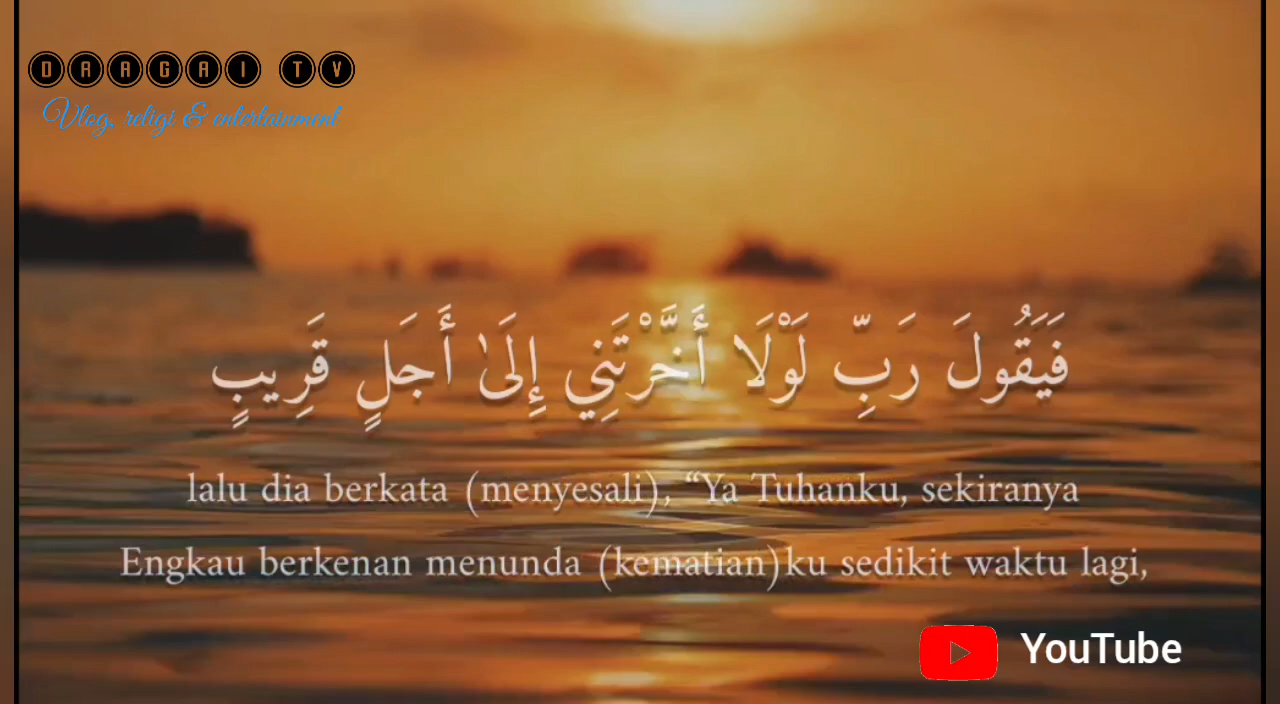 DAAGAI TV
Vlog, religi & entertainment
فَيَقُولَ رَبِّ لَوْلَا أَخَّرْتَنِي إِلَىٰ أَجَلٍ قَرِيبٍ
lalu dia berkata (menyesali), “Ya Tuhanku, sekiranya
Engkau berkenan menunda (kematian)ku sedikit waktu lagi,
YouTube